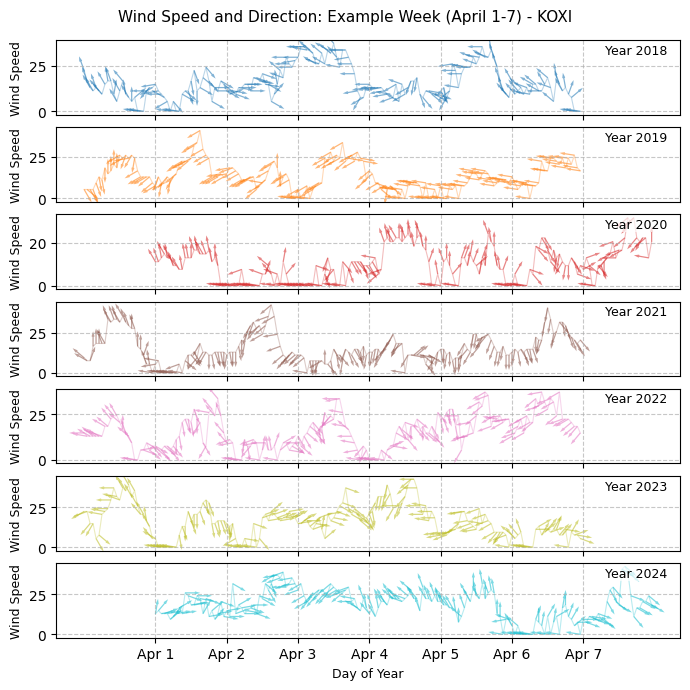 Wind Speed and Direction: Example Week (April 1-7) - KOXI
Wind Speed
25
0
Year 2018
Wind Speed
25
0
Year 2019
Wind Speed
20
0
Year 2020
Wind Speed
25
0
Year 2021
Wind Speed
25
0
Year 2022
Wind Speed
25
0
Year 2023
Wind Speed
25
0
Year 2024
Apr 1 Apr 2 Apr 3 Apr 4 Apr 5 Apr 6 Apr 7
Day of Year